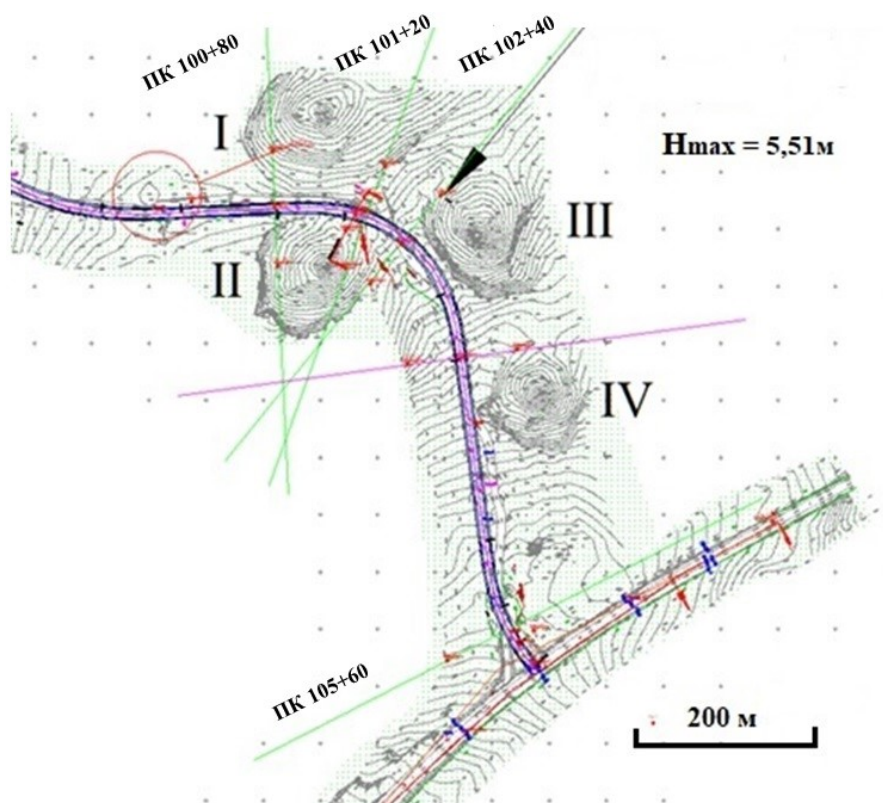 ПК 100+80
ПК 101+20
ПК 102+40
I
Hmax = 5,51м
II
III
IV
ПК 105+60
200 м